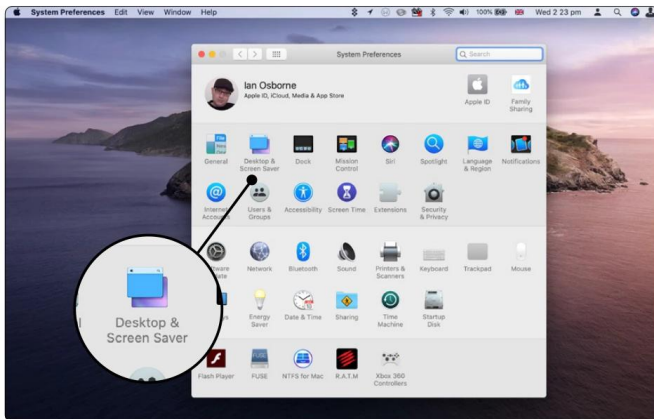 System Preferences Edit View Window Help 100% Wed 2 23 pm
System Preferences
Search
Ian Osborne
Apple ID, iCloud, Media & App Store
Apple ID
Family
Sharing
General
Desktop &
Screen Saver
Dock
Mission
Control
Siri
Spotlight
Language
& Region
Notifications
Internet
Accounts
Users &
Groups
Accessibility
Screen Time
Extensions
Security
& Privacy
Network
Bluetooth
Sound
Printers &
Scanners
Keyboard
Trackpad
Mouse
Energy
Saver
Date & Time
Sharing
Time
Machine
Startup
Disk
Desktop &
Screen Saver
Flash Player
FUSE
NTFS for Mac
R.A.T.M
Xbox 360
Controllers